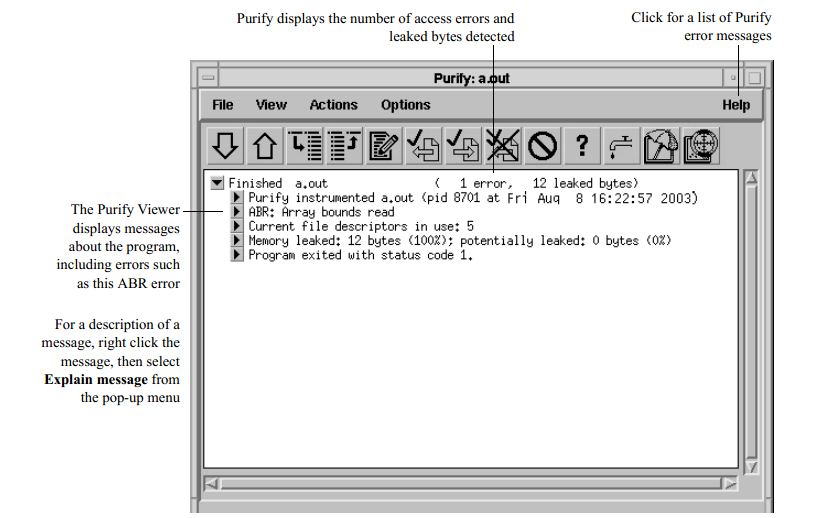 Purify displays the number of access errors and
leaked bytes detected
Click for a list of Purify
error messages
Purify: a.out
File View Actions Options Help
?
Finished a.out ( 1 error, 12 leaked bytes)
Purify instrumented a.out (pid 8701 at Fri Aug 8 16:22:57 2003)
ABR: Array bounds read
Current file descriptors in use: 5
Memory leaked: 12 bytes (100%); potentially leaked: 0 bytes (0%)
Program exited with status code 1.
The Purify Viewer
displays messages
about the program,
including errors such
as this ABR error
For a description of a
message, right click the
message, then select
Explain message from
the pop-up menu